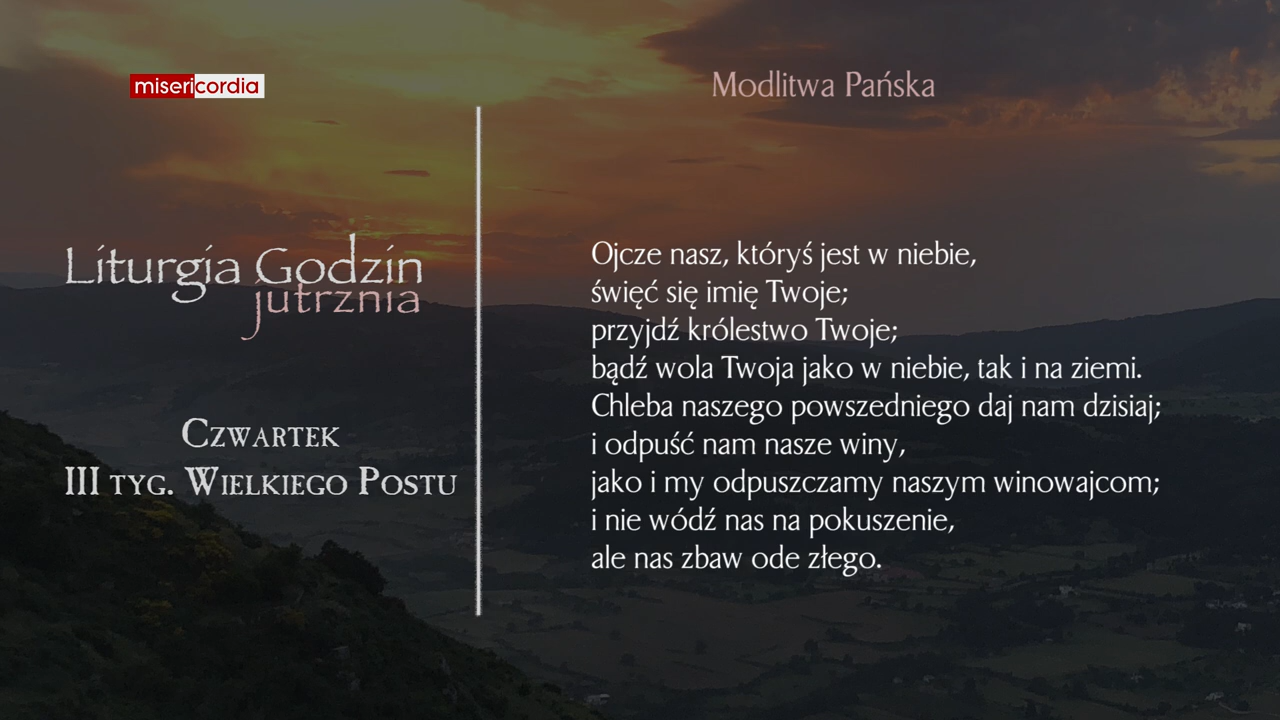 misericordia
Liturgia Godzin
jutrznia
Czwartek
III tyg. Wielkiego Postu
Modlitwa Pańska
Ojcze nasz, któryś jest w niebie,
święć się imię Twoje;
przyjdź królestwo Twoje;
bądź wola Twoja jako w niebie, tak i na ziemi.
Chleba naszego powszedniego daj nam dzisiaj;
i odpuść nam nasze winy,
jako i my odpuszczamy naszym winowajcom;
i nie wódź nas na pokuszenie,
ale nas zbaw ode złego.